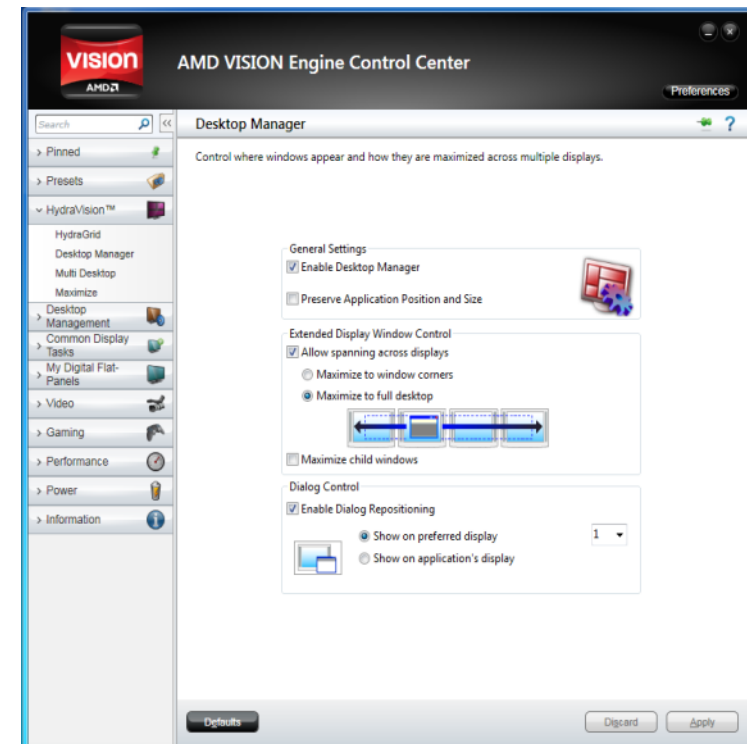 VISION
AMD
AMD VISION Engine Control Center
Preferences
Search
<<
Desktop Manager
?
> Pinned
Control where windows appear and how they are maximized across multiple displays.
> Presets
HydraVision™
HydraGrid
Desktop Manager
Multi Desktop
Maximize
> Desktop
Management
> Common Display
Tasks
> My Digital Flat-
Panels
> Video
> Gaming
> Performance
> Power
> Information
General Settings
Enable Desktop Manager
Preserve Application Position and Size
Extended Display Window Control
Allow spanning across displays
Maximize to window corners
Maximize to full desktop
Maximize child windows
Dialog Control
Enable Dialog Repositioning
Show on preferred display 1
Show on application's display
Defaults
Discard
Apply